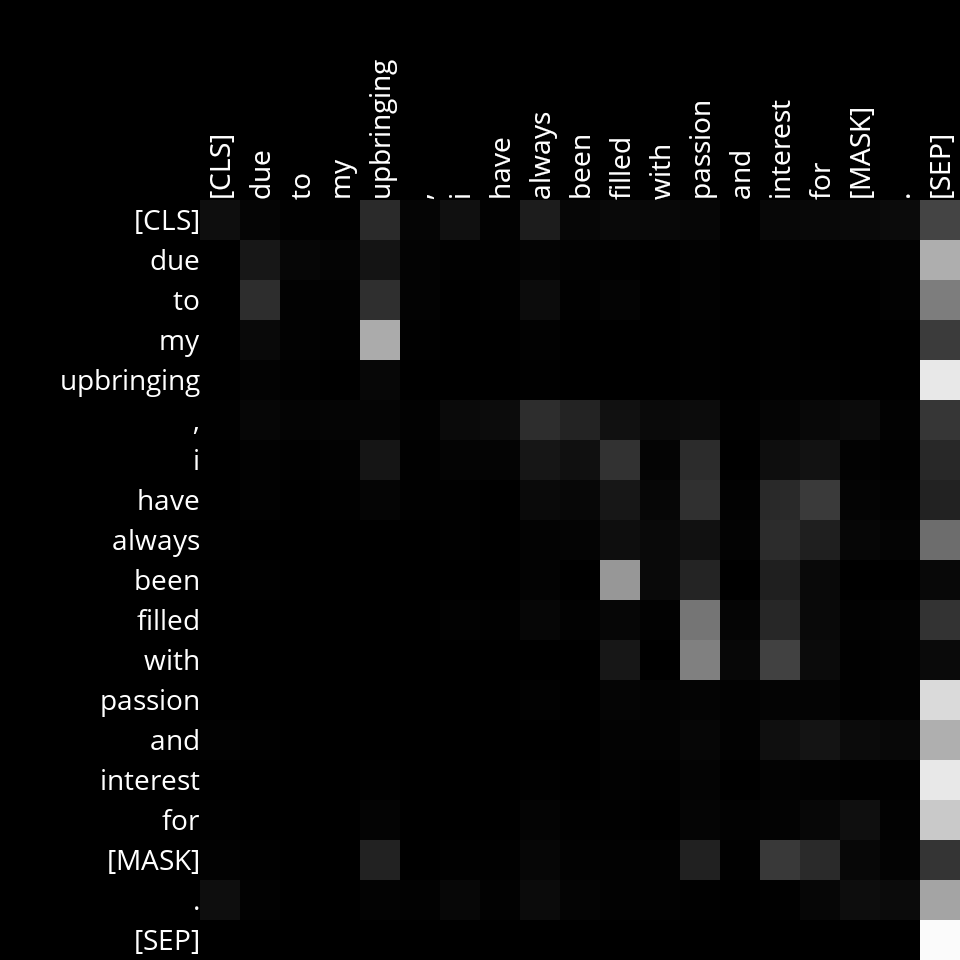 [CLS] due to my upbringing , i have always been filled with passion and interest for [MASK] . [SEP]
[CLS]
due
to
my
upbringing
,
i
have
always
been
filled
with
passion
and
interest
for
[MASK]
.
[SEP]